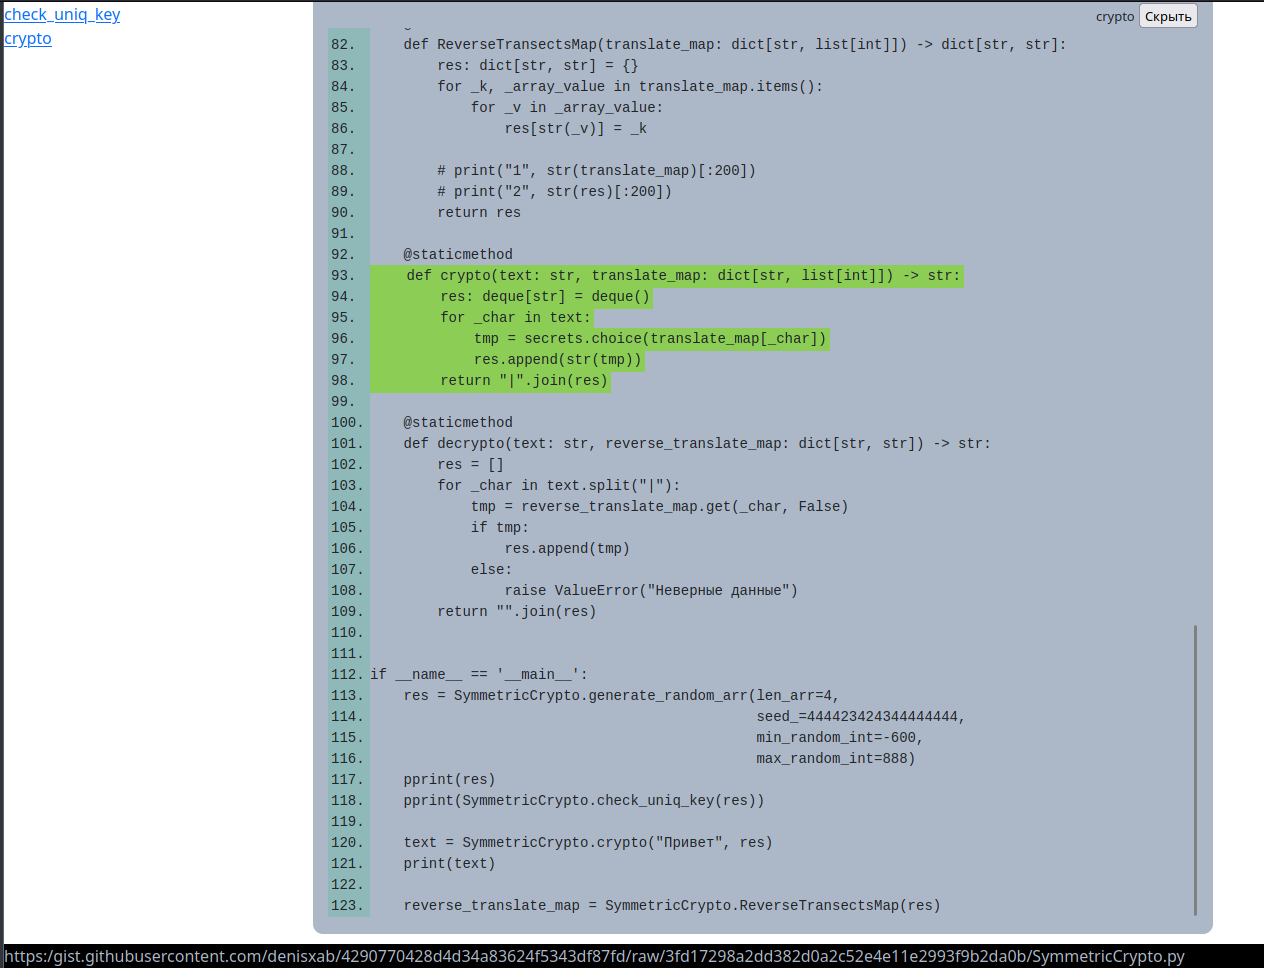 check_uniq_key
crypto
crypto Скрыть
82.     def ReverseTransectsMap(translate_map: dict[str, list[int]]) -> dict[str, str]:
83.         res: dict[str, str] = {}
84.         for _k, _array_value in translate_map.items():
85.             for _v in _array_value:
86.                 res[str(_v)] = _k
87.
88.         # print("1", str(translate_map)[:200])
89.         # print("2", str(res)[:200])
90.         return res
91.
92.     @staticmethod
93.     def crypto(text: str, translate_map: dict[str, list[int]]) -> str:
94.         res: deque[str] = deque()
95.         for _char in text:
96.             tmp = secrets.choice(translate_map[_char])
97.             res.append(str(tmp))
98.         return "|".join(res)
99.
100.     @staticmethod
101.     def decrypto(text: str, reverse_translate_map: dict[str, str]) -> str:
102.         res = []
103.         for _char in text.split("|"):
104.             tmp = reverse_translate_map.get(_char, False)
105.             if tmp:
106.                 res.append(tmp)
107.             else:
108.                 raise ValueError("Неверные данные")
109.         return "".join(res)
110.
111.
112. if __name__ == '__main__':
113.     res = SymmetricCrypto.generate_random_arr(len_arr=4,
114.                                               seed_=444423424344444444,
115.                                               min_random_int=-600,
116.                                               max_random_int=888)
117.     pprint(res)
118.     pprint(SymmetricCrypto.check_uniq_key(res))
119.
120.     text = SymmetricCrypto.crypto("Привет", res)
121.     print(text)
122.
123.     reverse_translate_map = SymmetricCrypto.ReverseTransectsMap(res)
https:/gist.githubusercontent.com/denisxab/4290770428d4d34a83624f5343df87fd/raw/3fd17298a2dd382d0a2c52e4e11e2993f9b2da0b/SymmetricCrypto.py